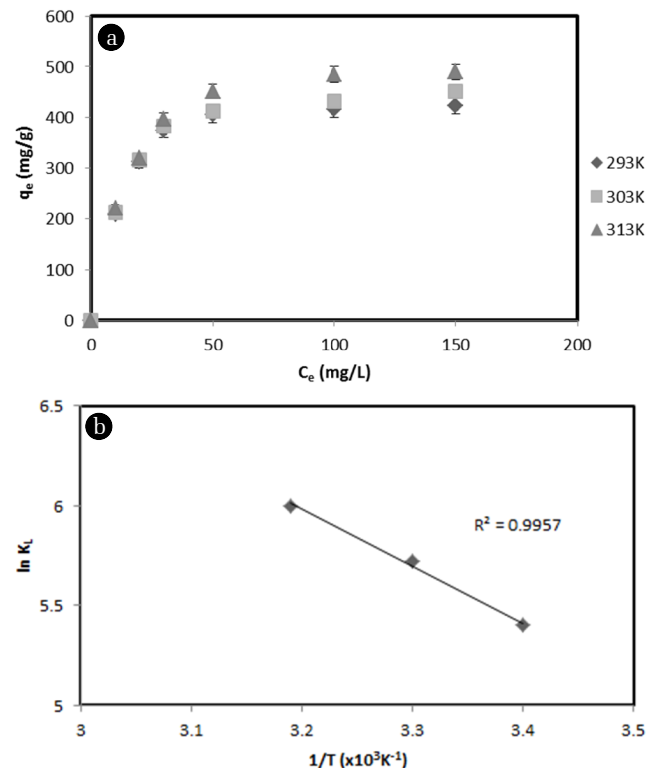 a
600
500
400
300
200
100
0
qₑ (mg/g)
0 50 100 150 200
Cₑ (mg/L)
293K
303K
313K
b
6.5
6
5.5
5
ln K_L
R² = 0.9957
3 3.1 3.2 3.3 3.4 3.5
1/T (x10³K⁻¹)